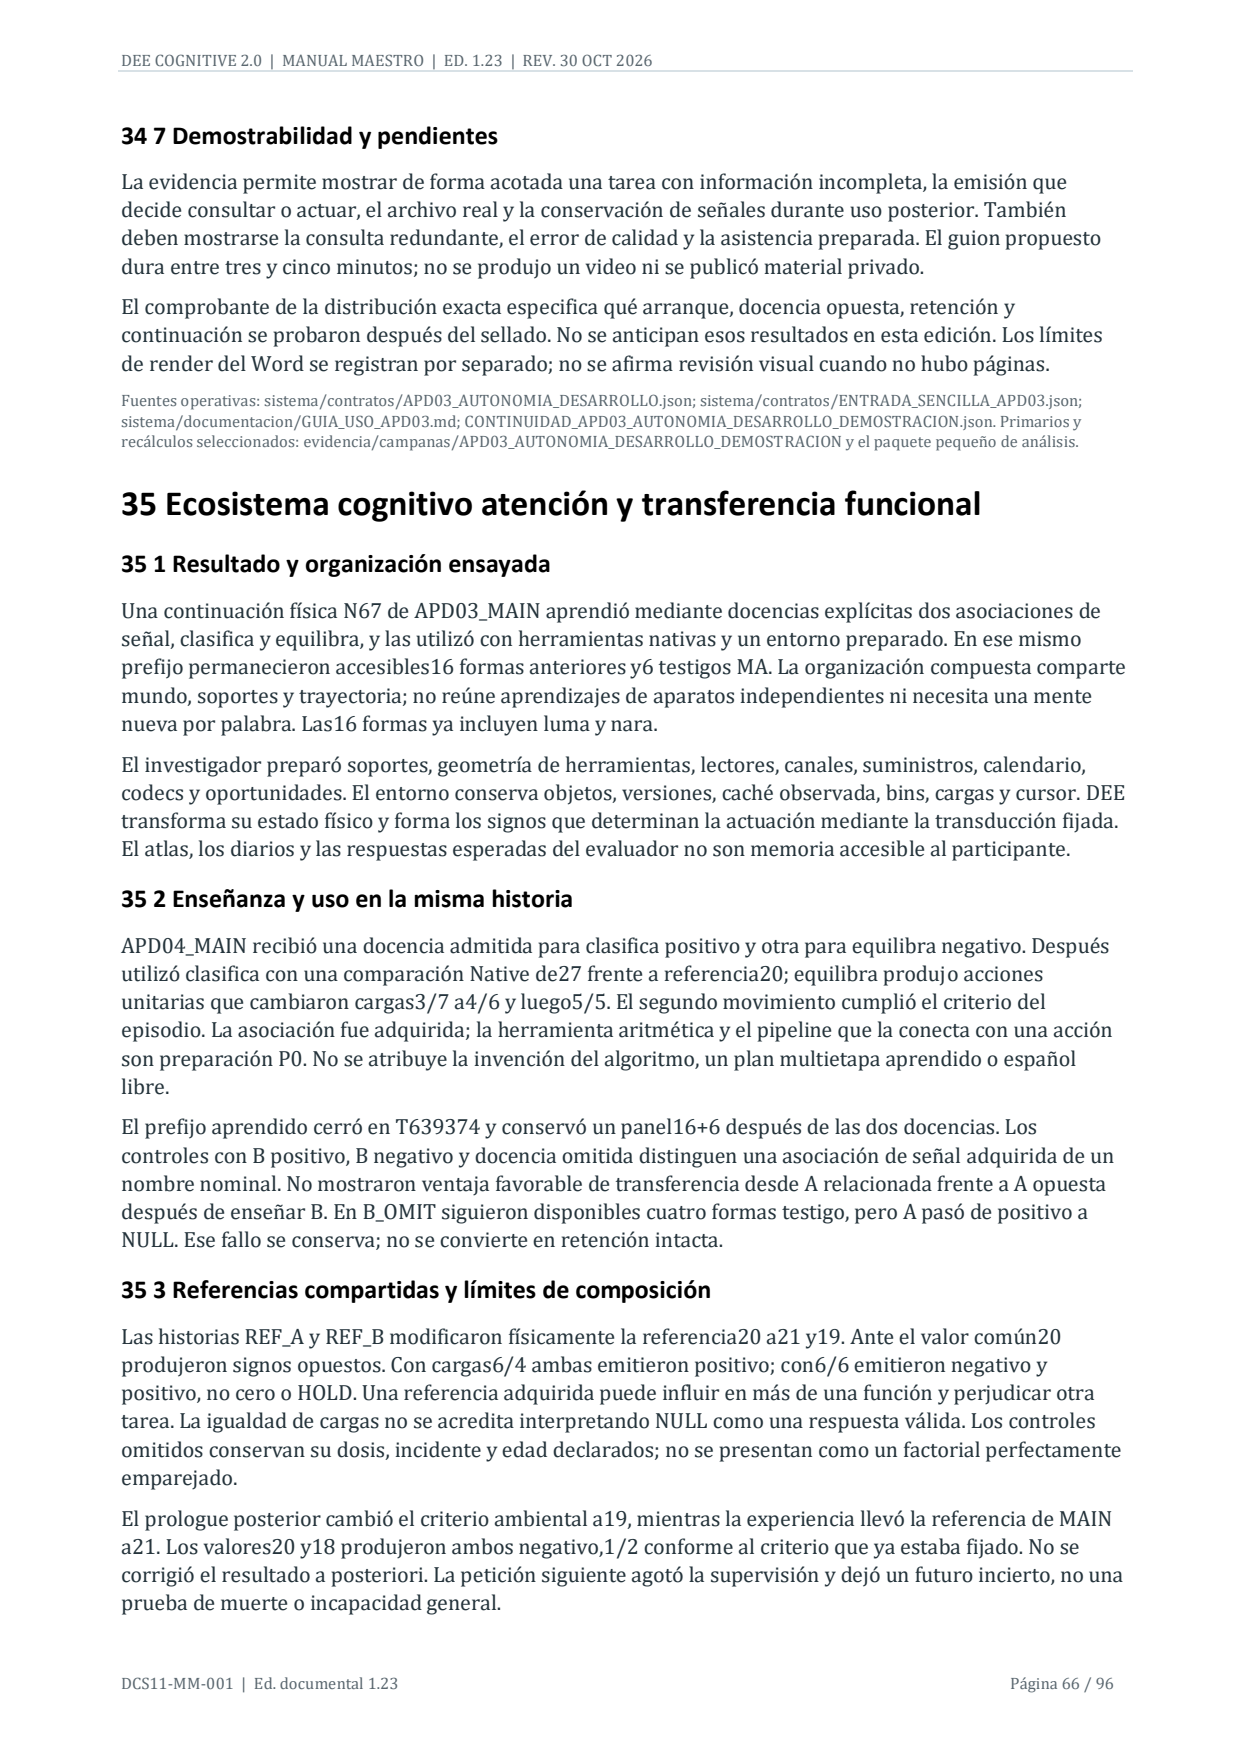 DEE COGNITIVE 2.0 | MANUAL MAESTRO | ED. 1.23 | REV. 30 OCT 2026
34 7 Demostrabilidad y pendientes
La evidencia permite mostrar de forma acotada una tarea con información incompleta, la emisión que
decide consultar o actuar, el archivo real y la conservación de señales durante uso posterior. También
deben mostrarse la consulta redundante, el error de calidad y la asistencia preparada. El guion propuesto
dura entre tres y cinco minutos; no se produjo un video ni se publicó material privado.
El comprobante de la distribución exacta especifica qué arranque, docencia opuesta, retención y
continuación se probaron después del sellado. No se anticipan esos resultados en esta edición. Los límites
de render del Word se registran por separado; no se afirma revisión visual cuando no hubo páginas.
Fuentes operativas: sistema/contratos/APD03_AUTONOMIA_DESARROLLO.json; sistema/contratos/ENTRADA_SENCILLA_APD03.json;
sistema/documentacion/GUIA_USO_APD03.md; CONTINUIDAD_APD03_AUTONOMIA_DESARROLLO_DEMOSTRACION.json. Primarios y
recálculos seleccionados: evidencia/campanas/APD03_AUTONOMIA_DESARROLLO_DEMOSTRACION y el paquete pequeño de análisis.
35 Ecosistema cognitivo atención y transferencia funcional
35 1 Resultado y organización ensayada
Una continuación física N67 de APD03_MAIN aprendió mediante docencias explícitas dos asociaciones de
señal, clasifica y equilibra, y las utilizó con herramientas nativas y un entorno preparado. En ese mismo
prefijo permanecieron accesibles16 formas anteriores y6 testigos MA. La organización compuesta comparte
mundo, soportes y trayectoria; no reúne aprendizajes de aparatos independientes ni necesita una mente
nueva por palabra. Las16 formas ya incluyen luma y nara.
El investigador preparó soportes, geometría de herramientas, lectores, canales, suministros, calendario,
codecs y oportunidades. El entorno conserva objetos, versiones, caché observada, bins, cargas y cursor. DEE
transforma su estado físico y forma los signos que determinan la actuación mediante la transducción fijada.
El atlas, los diarios y las respuestas esperadas del evaluador no son memoria accesible al participante.
35 2 Enseñanza y uso en la misma historia
APD04_MAIN recibió una docencia admitida para clasifica positivo y otra para equilibra negativo. Después
utilizó clasifica con una comparación Native de27 frente a referencia20; equilibra produjo acciones
unitarias que cambiaron cargas3/7 a4/6 y luego5/5. El segundo movimiento cumplió el criterio del
episodio. La asociación fue adquirida; la herramienta aritmética y el pipeline que la conecta con una acción
son preparación P0. No se atribuye la invención del algoritmo, un plan multietapa aprendido o español
libre.
El prefijo aprendido cerró en T639374 y conservó un panel16+6 después de las dos docencias. Los
controles con B positivo, B negativo y docencia omitida distinguen una asociación de señal adquirida de un
nombre nominal. No mostraron ventaja favorable de transferencia desde A relacionada frente a A opuesta
después de enseñar B. En B_OMIT siguieron disponibles cuatro formas testigo, pero A pasó de positivo a
NULL. Ese fallo se conserva; no se convierte en retención intacta.
35 3 Referencias compartidas y límites de composición
Las historias REF_A y REF_B modificaron físicamente la referencia20 a21 y19. Ante el valor común20
produjeron signos opuestos. Con cargas6/4 ambas emitieron positivo; con6/6 emitieron negativo y
positivo, no cero o HOLD. Una referencia adquirida puede influir en más de una función y perjudicar otra
tarea. La igualdad de cargas no se acredita interpretando NULL como una respuesta válida. Los controles
omitidos conservan su dosis, incidente y edad declarados; no se presentan como un factorial perfectamente
emparejado.
El prologue posterior cambió el criterio ambiental a19, mientras la experiencia llevó la referencia de MAIN
a21. Los valores20 y18 produjeron ambos negativo,1/2 conforme al criterio que ya estaba fijado. No se
corrigió el resultado a posteriori. La petición siguiente agotó la supervisión y dejó un futuro incierto, no una
prueba de muerte o incapacidad general.
DCS11-MM-001 | Ed. documental 1.23
Página 66 / 96